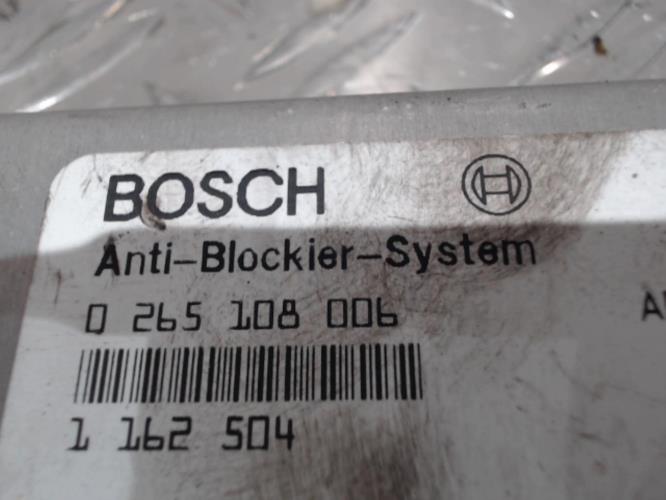 BOSCH
Anti-Blockier-System
0 265 108 006
1 162 504